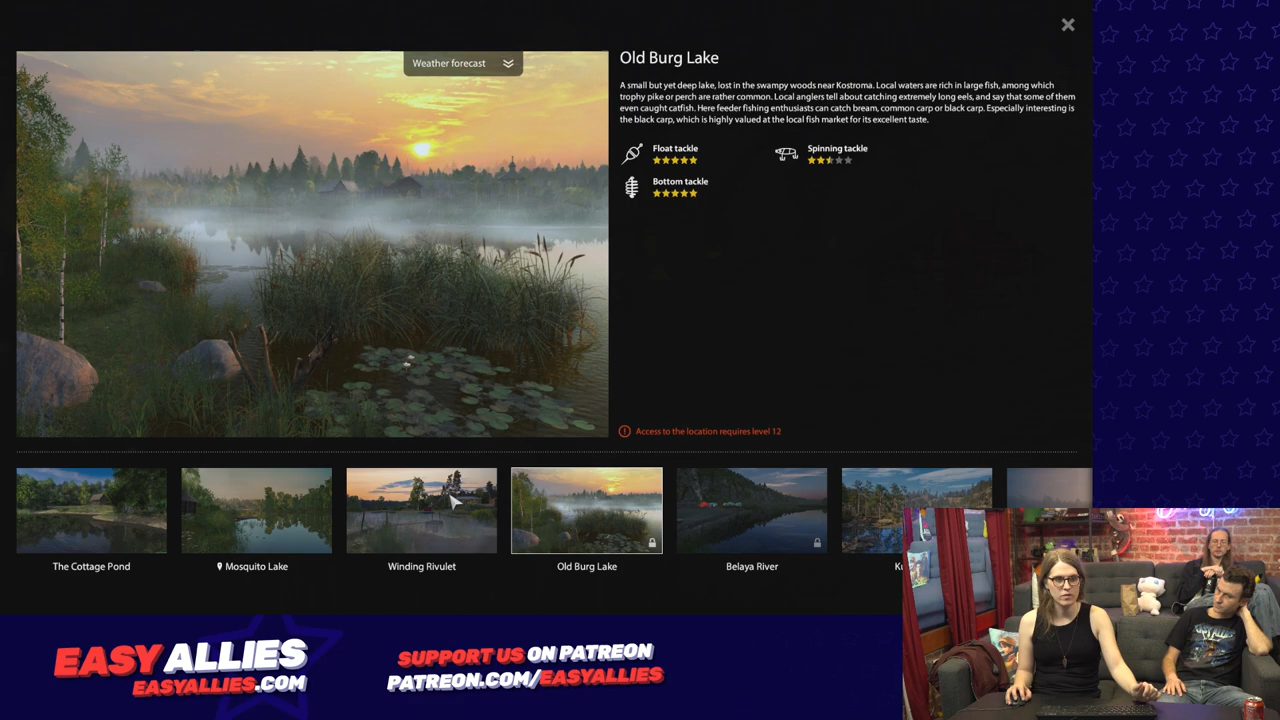 Weather forecast
Old Burg Lake
A small but yet deep lake, lost in the swampy woods near Kostroma. Local waters are rich in large fish, among which
trophy pike or perch are rather common. Local anglers tell about catching extremely long eels, and say that some of them
even caught catfish. Here feeder fishing enthusiasts can catch bream, common carp or black carp. Especially interesting is
the black carp, which is highly valued at the local fish market for its excellent taste.
Float tackle
Spinning tackle
Bottom tackle
Access to the location requires level 12
The Cottage Pond
Mosquito Lake
Winding Rivulet
Old Burg Lake
Belaya River
EASY ALLIES
EASYALLIES.COM
SUPPORT US ON PATREON
PATREON.COM/EASYALLIES